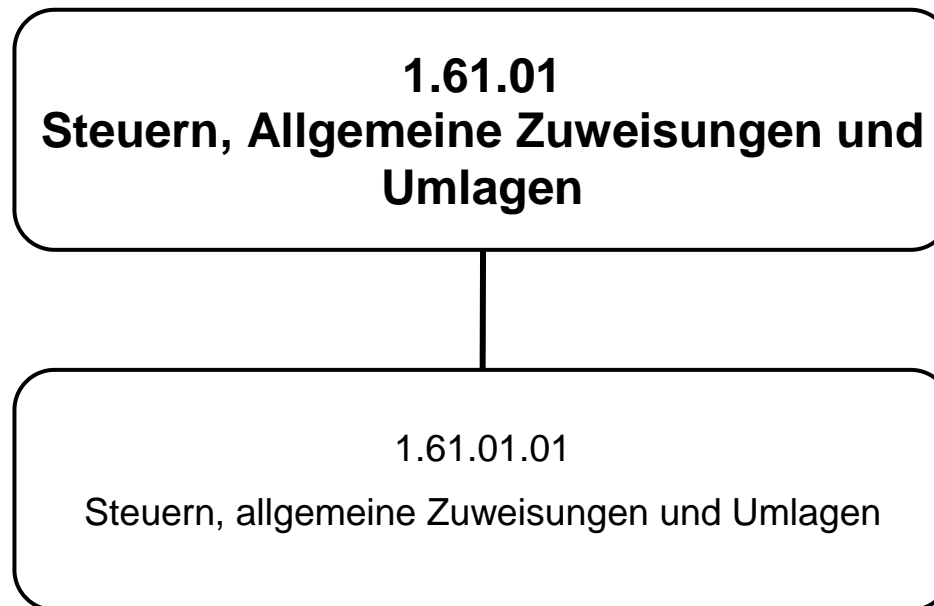 1.61.01
Steuern, Allgemeine Zuweisungen und
Umlagen
1.61.01.01
Steuern, allgemeine Zuweisungen und Umlagen